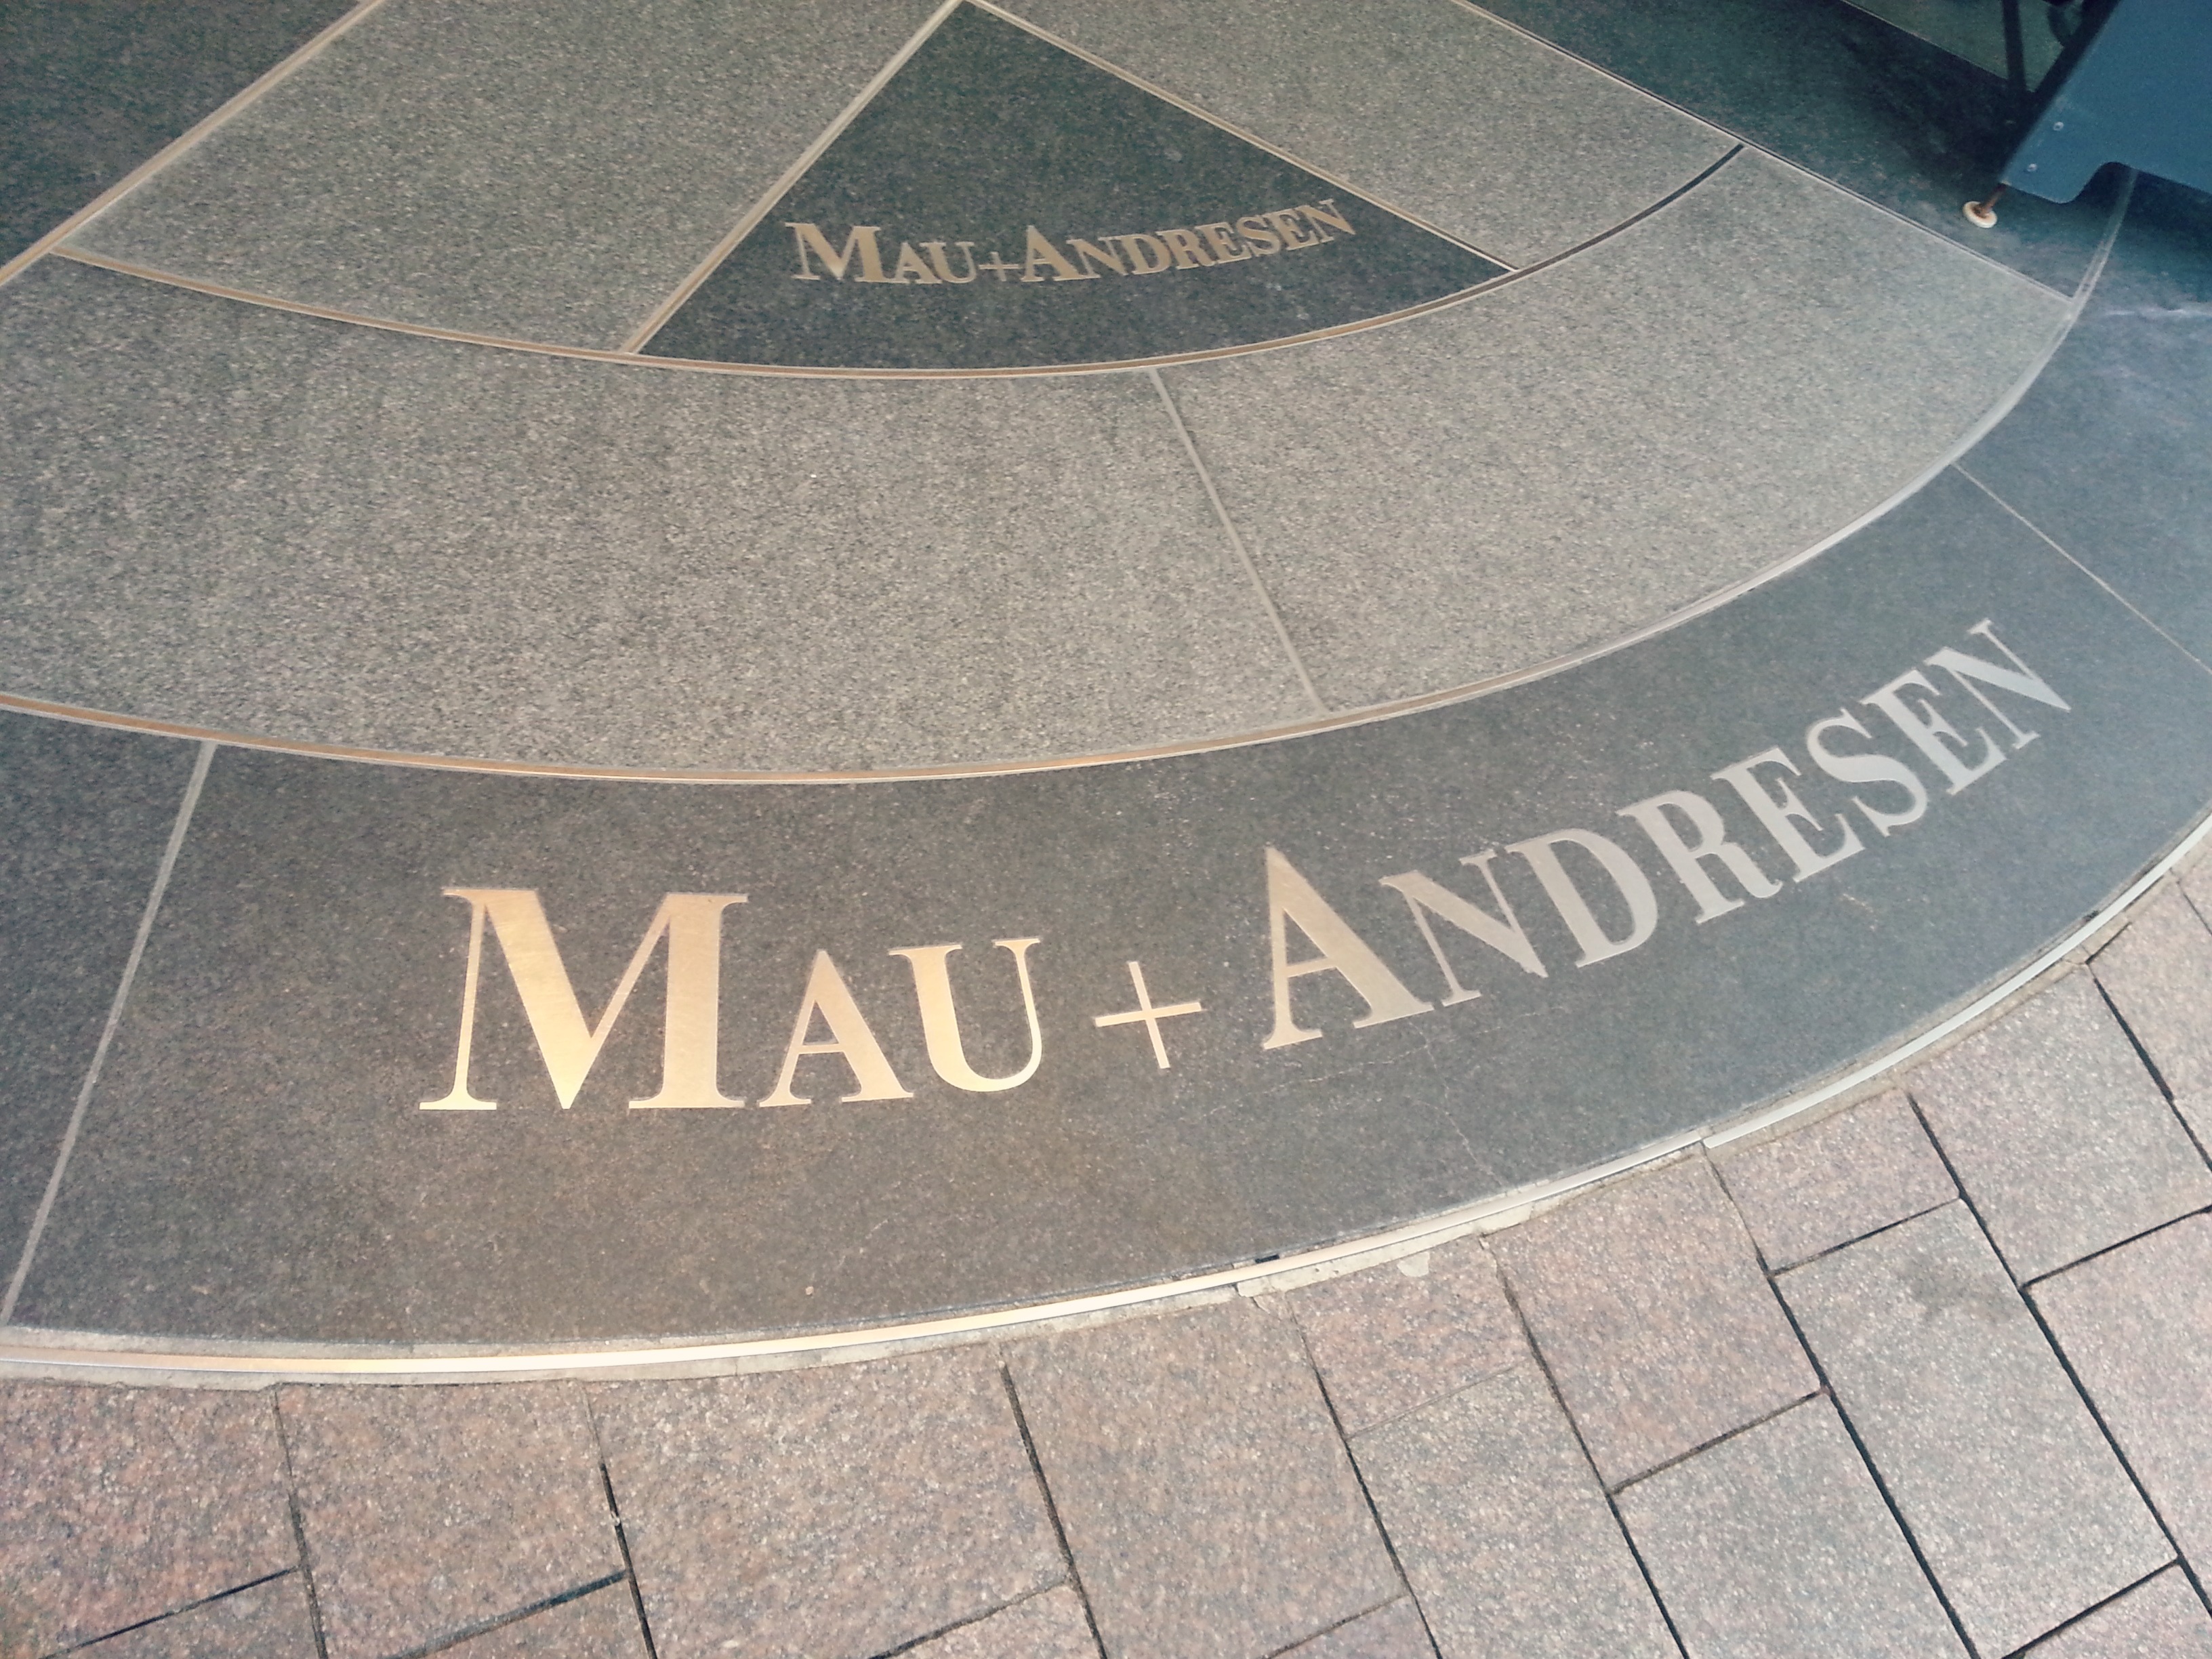 MAU+ANDRESEN
MAU + ANDRESEN